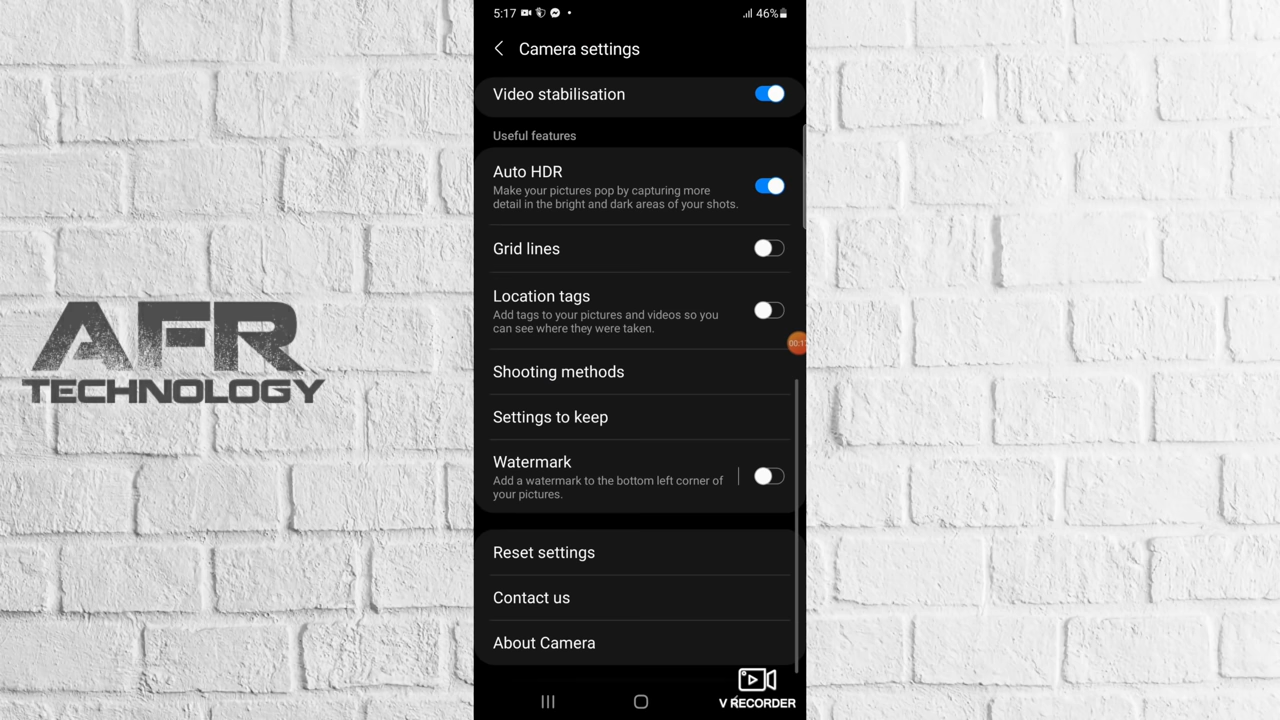 5:17
46%
Camera settings
Video stabilisation
Useful features
Auto HDR
Make your pictures pop by capturing more
detail in the bright and dark areas of your shots.
Grid lines
Location tags
Add tags to your pictures and videos so you
can see where they were taken.
Shooting methods
Settings to keep
Watermark
Add a watermark to the bottom left corner of
your pictures.
Reset settings
Contact us
About Camera
V RECORDER
AFR
TECHNOLOGY